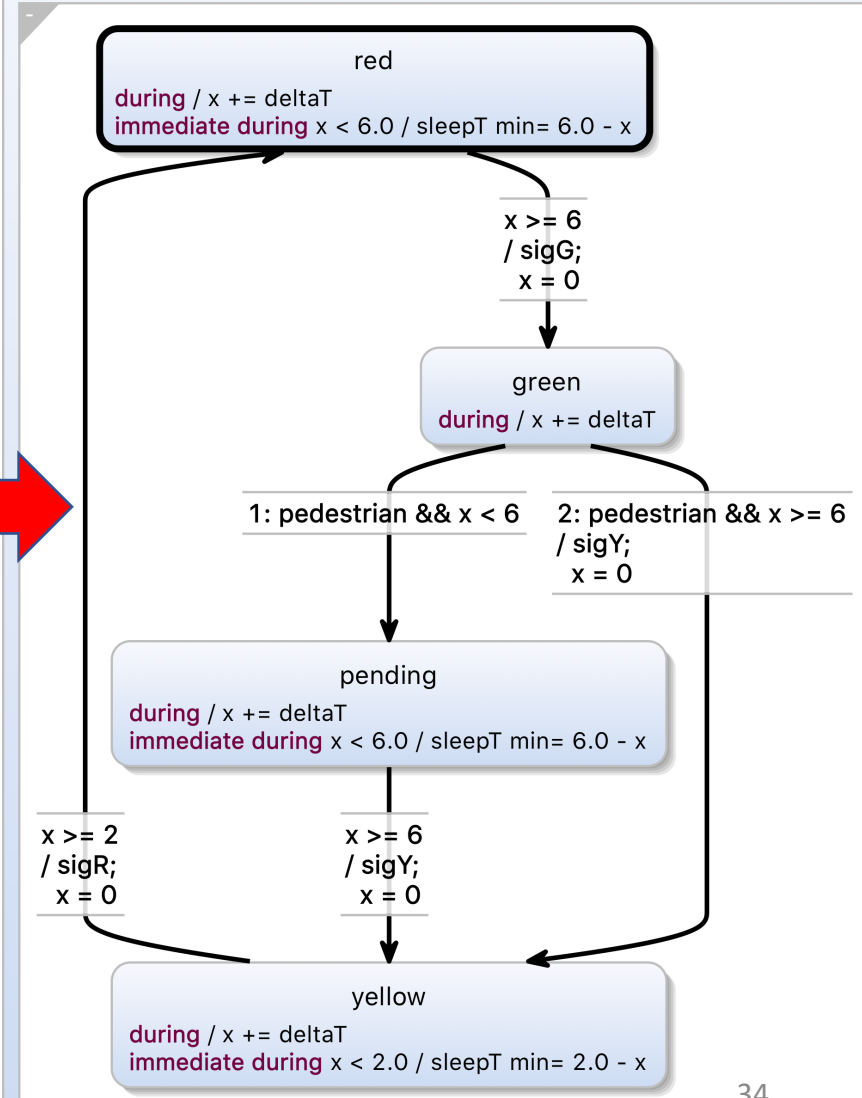 -
red
during / x += deltaT
immediate during x < 6.0 / sleepT min= 6.0 - x
x >= 6
/ sigG;
x = 0
green
during / x += deltaT
1: pedestrian && x < 6
2: pedestrian && x >= 6
/ sigY;
x = 0
pending
during / x += deltaT
immediate during x < 6.0 / sleepT min= 6.0 - x
x >= 2
/ sigR;
x = 0
x >= 6
/ sigY;
x = 0
yellow
during / x += deltaT
immediate during x < 2.0 / sleepT min= 2.0 - x
34